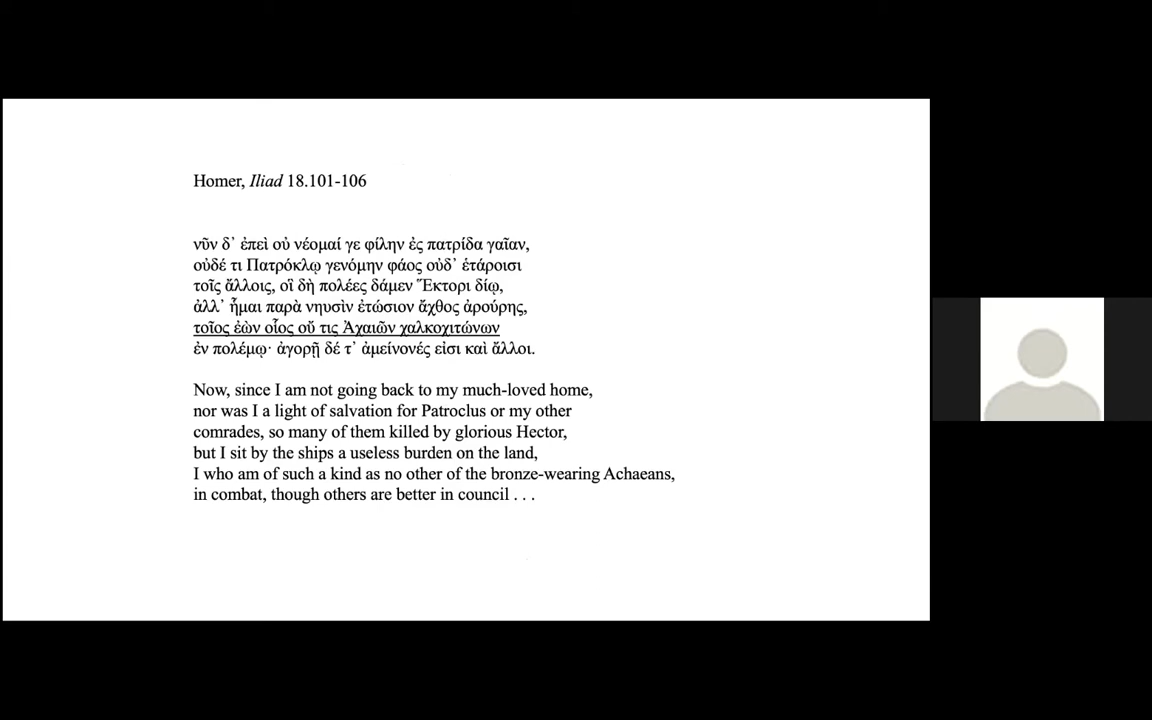 Homer, Iliad 18.101-106
νῦν δ᾽ ἐπεὶ οὐ νέομαί γε φίλην ἐς πατρίδα γαῖαν,
οὐδέ τι Πατρόκλῳ γενόμην φάος οὐδ᾽ ἑτάροισι
τοῖς ἄλλοις, οἳ δὴ πολέες δάμεν Ἕκτορι δίῳ,
ἀλλ᾽ ἧμαι παρὰ νηυσὶν ἐτώσιον ἄχθος ἀρούρης,
τοῖος ἐὼν οἷος οὔ τις Ἀχαιῶν χαλκοχιτώνων
ἐν πολέμῳ· ἀγορῇ δέ τ᾽ ἀμείνονές εἰσι καὶ ἄλλοι.
Now, since I am not going back to my much-loved home,
nor was I a light of salvation for Patroclus or my other
comrades, so many of them killed by glorious Hector,
but I sit by the ships a useless burden on the land,
I who am of such a kind as no other of the bronze-wearing Achaeans,
in combat, though others are better in council . . .